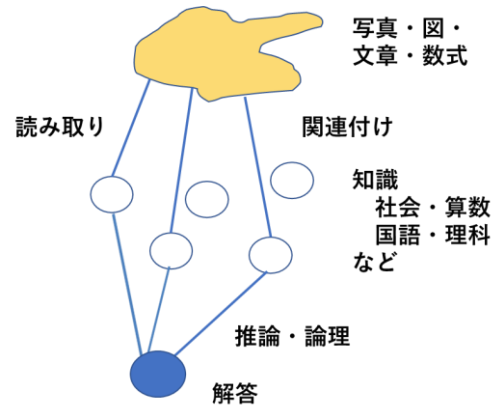 写真・図・
文章・数式
読み取り
関連付け
知識
社会・算数
国語・理科
など
推論・論理
解答